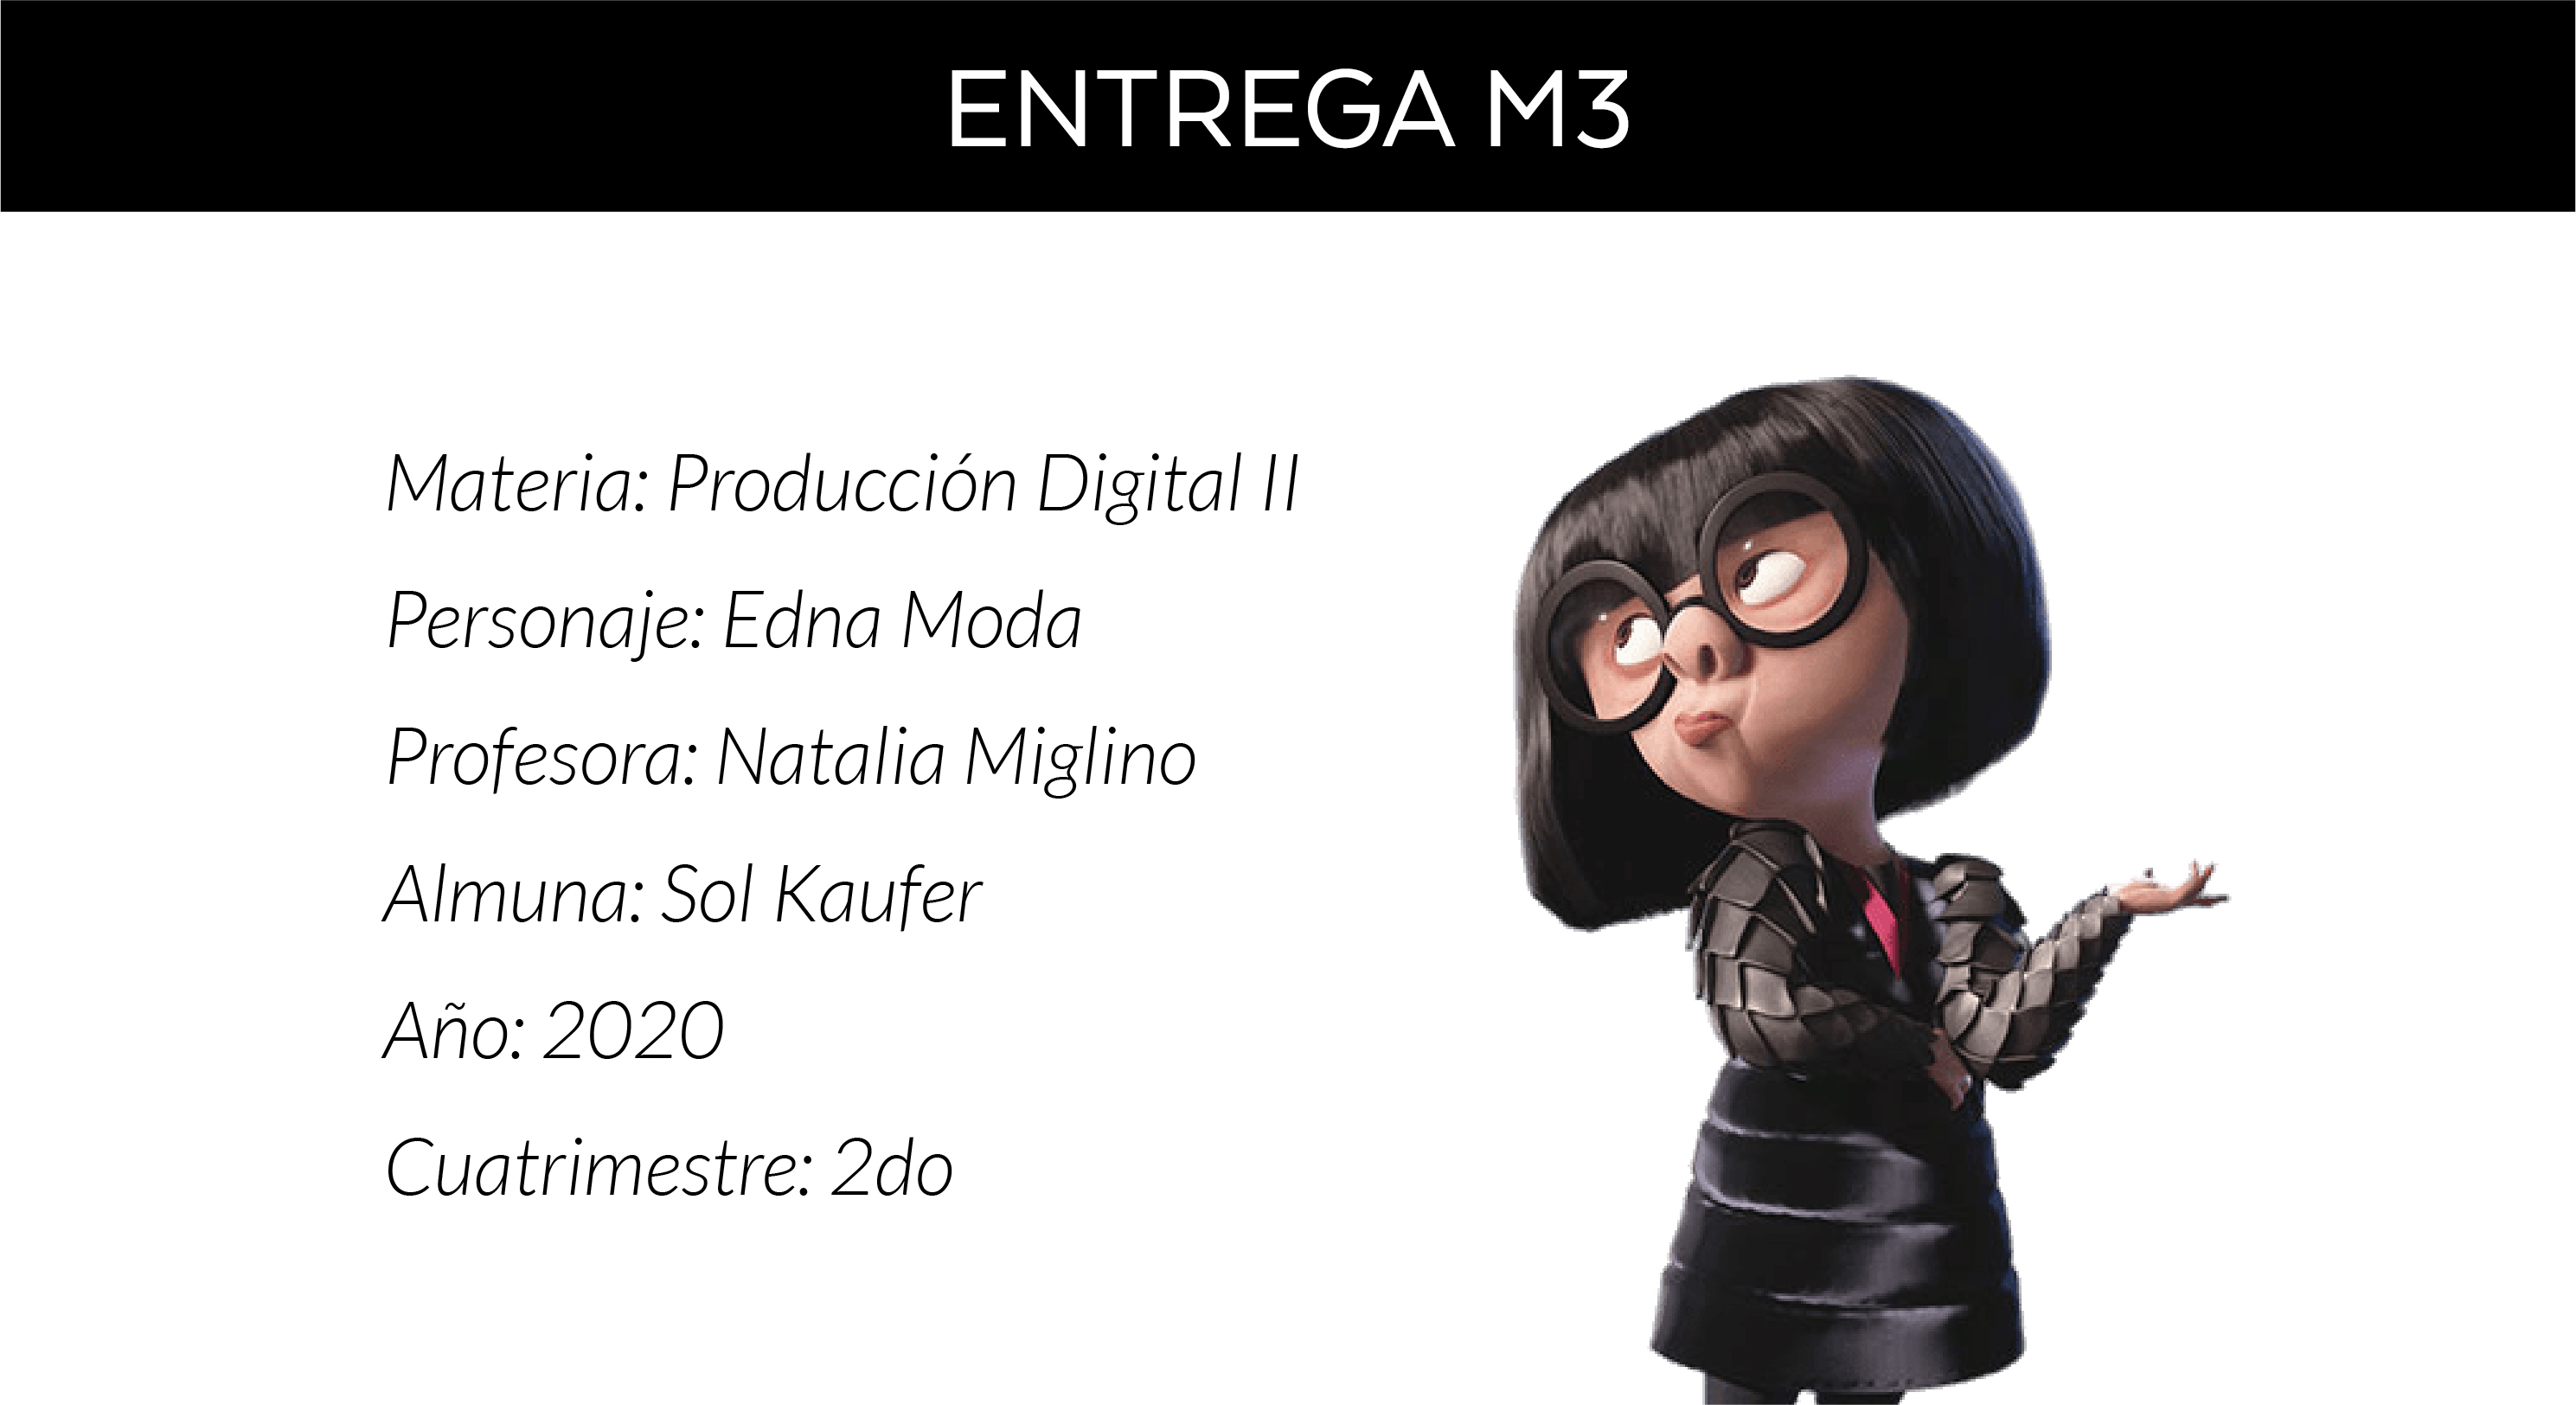 ENTREGA M3
Materia: Producción Digital II
Personaje: Edna Moda
Profesora: Natalia Miglino
Almuna: Sol Kaufer
Año: 2020
Cuatrimestre: 2do